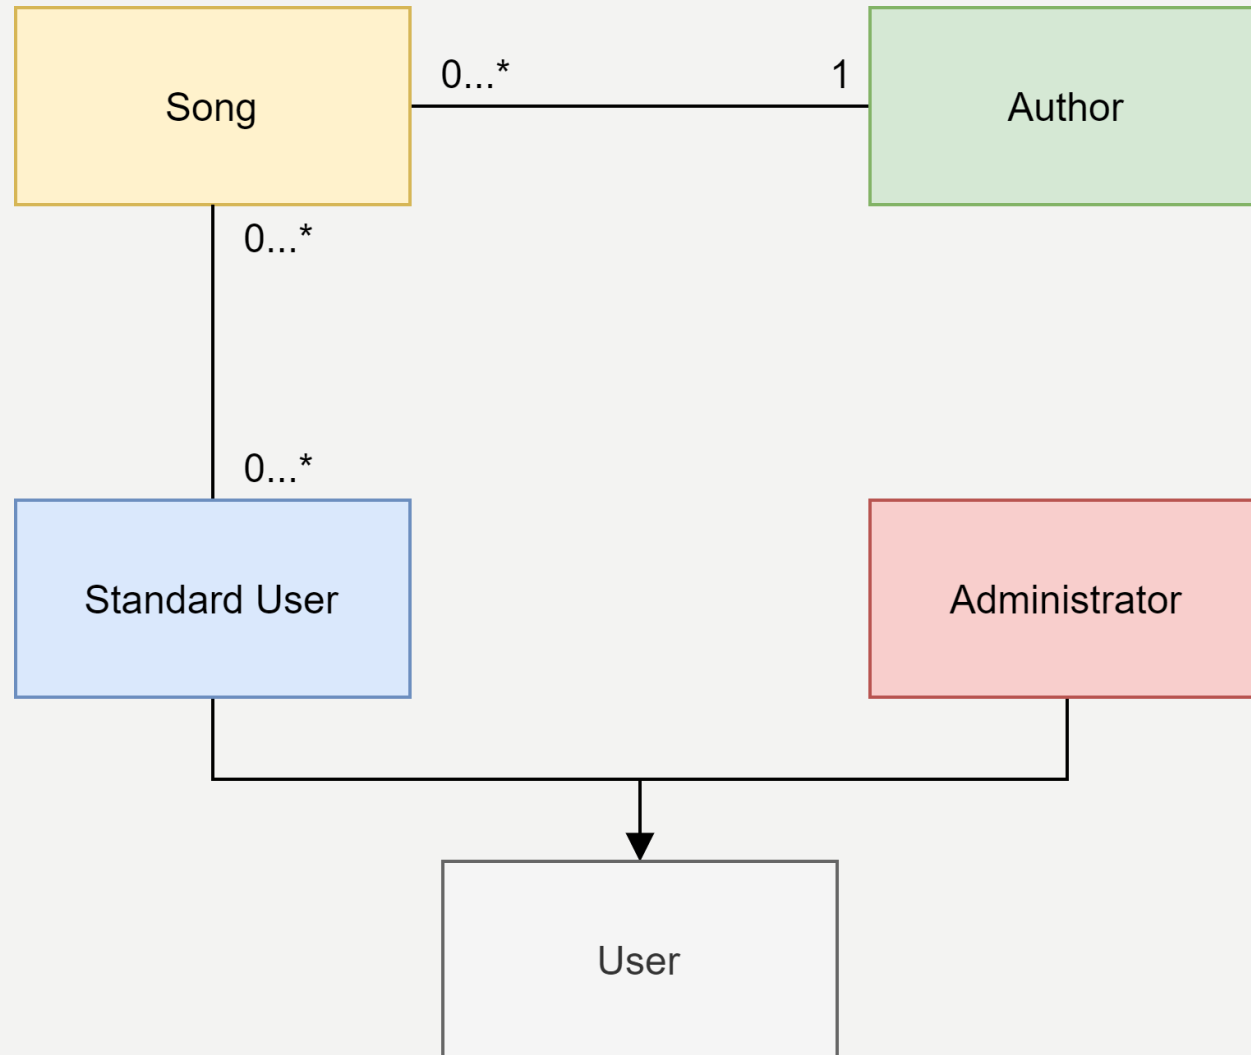 Song
0...*
1
Author
0...*
0...*
Standard User
Administrator
User